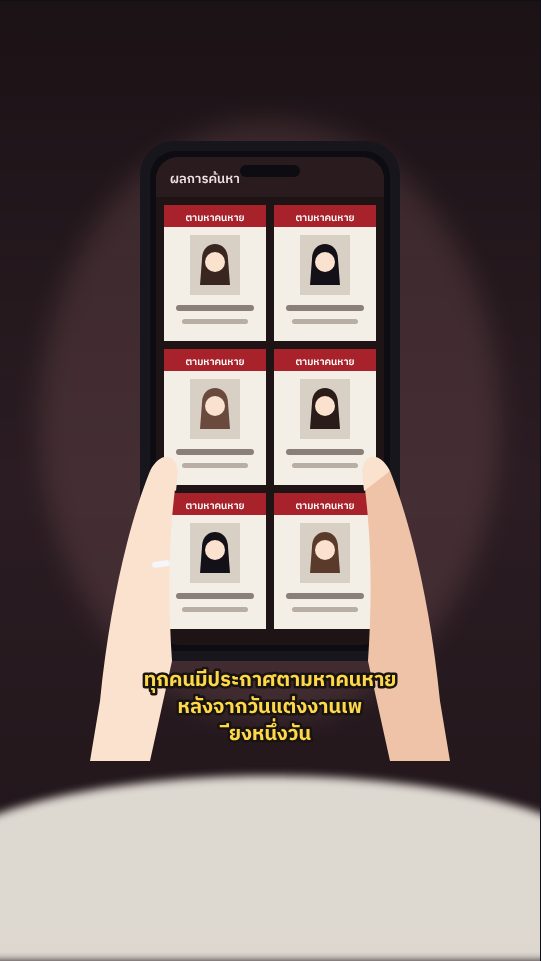 ผลการค้นหา
ตามหาคนหาย ตามหาคนหาย
ตามหาคนหาย ตามหาคนหาย
ตามหาคนหาย ตามหาคนหาย
ทุกคนมีประกาศตามหาคนหาย
หลังจากวันแต่งงานเพ
ียงหนึ่งวัน